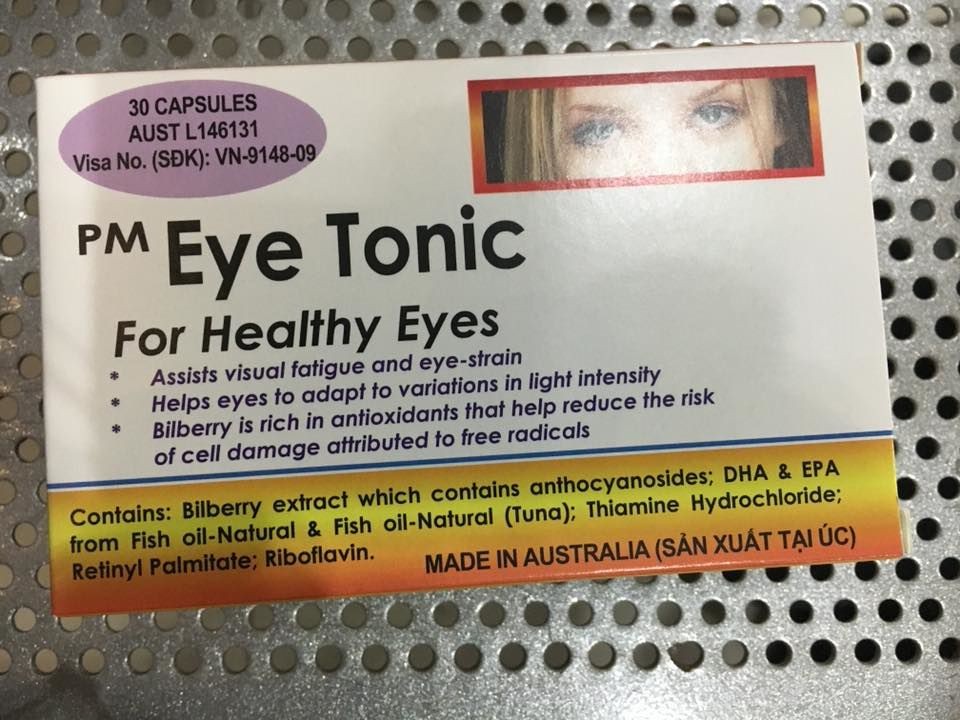 30 CAPSULES
AUST L146131
Visa No. (SĐK): VN-9148-09
PM Eye Tonic
For Healthy Eyes
* Assists visual fatigue and eye-strain
* Helps eyes to adapt to variations in light intensity
* Bilberry is rich in antioxidants that help reduce the risk
of cell damage attributed to free radicals
Contains: Bilberry extract which contains anthocyanosides; DHA & EPA
from Fish oil-Natural & Fish oil-Natural (Tuna); Thiamine Hydrochloride;
Retinyl Palmitate; Riboflavin.
MADE IN AUSTRALIA (SẢN XUẤT TẠI ÚC)